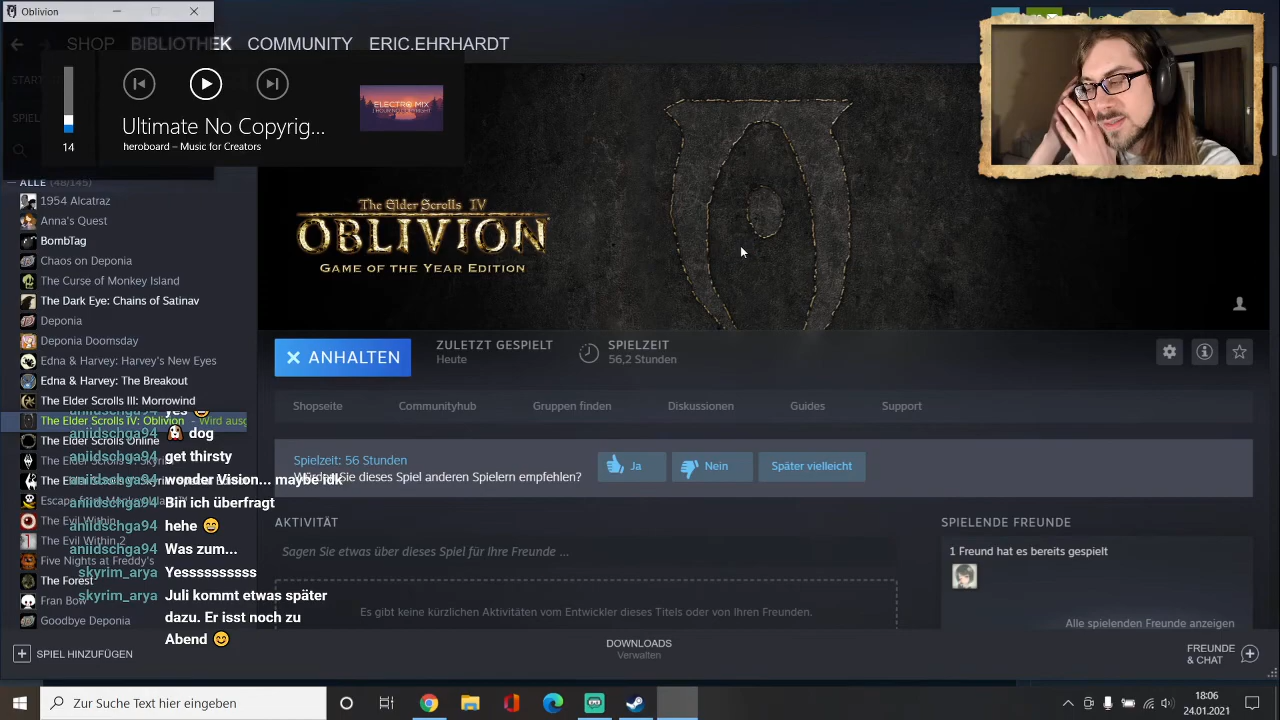 Oblivion
SHOP BIBLIOTHEK COMMUNITY ERIC.EHRHARDT
START
SPIEL
14
Ultimate No Copyrig...
heroboard – Music for Creators
ELECTRO MIX
ALLE (48/145)
1954 Alcatraz
Anna's Quest
BombTag
Chaos on Deponia
The Curse of Monkey Island
The Dark Eye: Chains of Satinav
Deponia
Deponia Doomsday
Edna & Harvey: Harvey's New Eyes
Edna & Harvey: The Breakout
The Elder Scrolls III: Morrowind
The Elder Scrolls IV: Oblivion - Wird ausg
The Elder Scrolls Online
The Evil Within
The Evil Within 2
Five Nights at Freddy's
The Forest
Fran Bow
Goodbye Deponia
SPIEL HINZUFÜGEN
aniidschga94 yes 😄
aniidschga94 🐶 dog
aniidschga94 get thirsty
aniidschga94 wonder Vision... maybe idk
aniidschga94 Bin ich überfragt
aniidschga94 hehe 😊
aniidschga94 Was zum...
skyrim_arya Yesssssssss
skyrim_arya Juli kommt etwas später
dazu. Er isst noch zu
Abend 😊
The Elder Scrolls IV
OBLIVION
GAME OF THE YEAR EDITION
ANHALTEN
ZULETZT GESPIELT
Heute
SPIELZEIT
56,2 Stunden
Shopseite Communityhub Gruppen finden Diskussionen Guides Support
Spielzeit: 56 Stunden
Würden Sie dieses Spiel anderen Spielern empfehlen?
Ja Nein Später vielleicht
AKTIVITÄT
Sagen Sie etwas über dieses Spiel für Ihre Freunde ...
Es gibt keine kürzlichen Aktivitäten vom Entwickler dieses Titels oder von Ihren Freunden.
SPIELENDE FREUNDE
1 Freund hat es bereits gespielt
Alle spielenden Freunde anzeigen
DOWNLOADS
Verwalten
FREUNDE
& CHAT
Zur Suche Text hier eingeben
18:06
24.01.2021